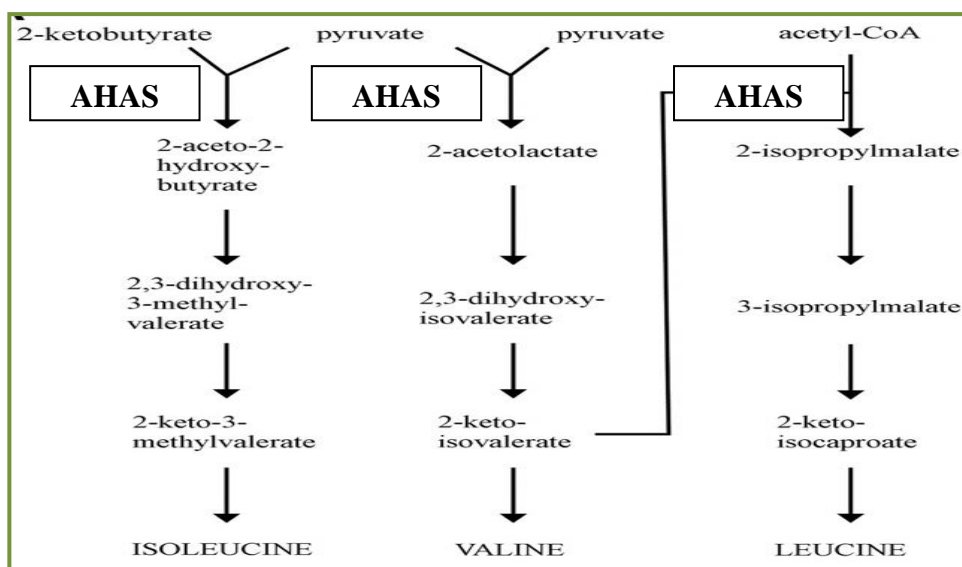 2-ketobutyrate
pyruvate
pyruvate
acetyl-CoA
AHAS
AHAS
AHAS
2-aceto-2-
hydroxy-
butyrate
2-acetolactate
2-isopropylmalate
2,3-dihydroxy-
3-methyl-
valerate
2,3-dihydroxy-
isovalerate
3-isopropylmalate
2-keto-3-
methylvalerate
2-keto-
isovalerate
2-keto-
isocaproate
ISOLEUCINE
VALINE
LEUCINE